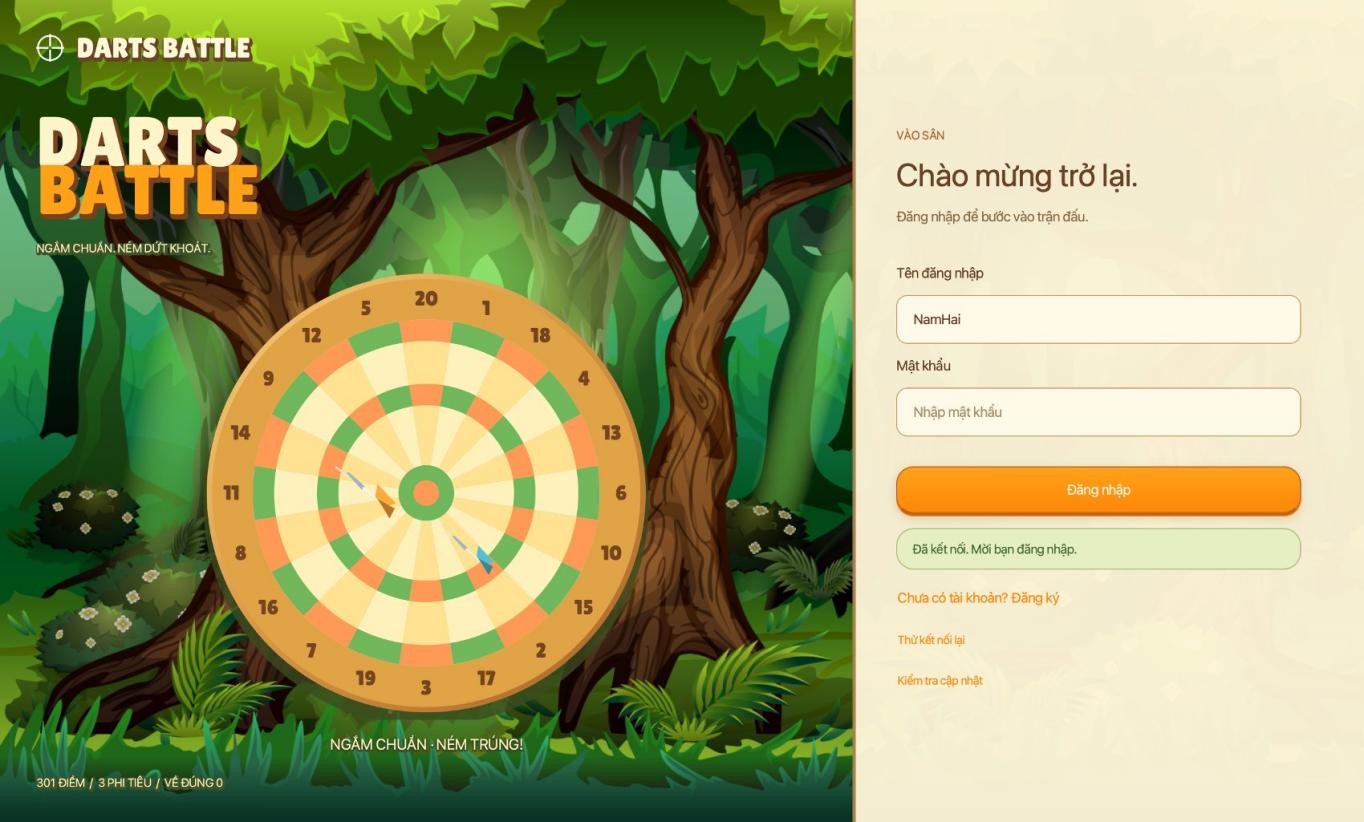 DARTS BATTLE
DARTS
BATTLE
NGẮM CHUẨN. NÉM DỨT KHOÁT.
20
1
18
4
13
6
10
15
2
17
3
19
7
16
8
11
14
9
12
5
NGẮM CHUẨN · NÉM TRÚNG!
301 ĐIỂM / 3 PHI TIÊU / VỀ ĐÚNG 0
VÀO SÂN
Chào mừng trở lại.
Đăng nhập để bước vào trận đấu.
Tên đăng nhập
NamHai
Mật khẩu
Nhập mật khẩu
Đăng nhập
Đã kết nối. Mời bạn đăng nhập.
Chưa có tài khoản? Đăng ký
Thử kết nối lại
Kiểm tra cập nhật